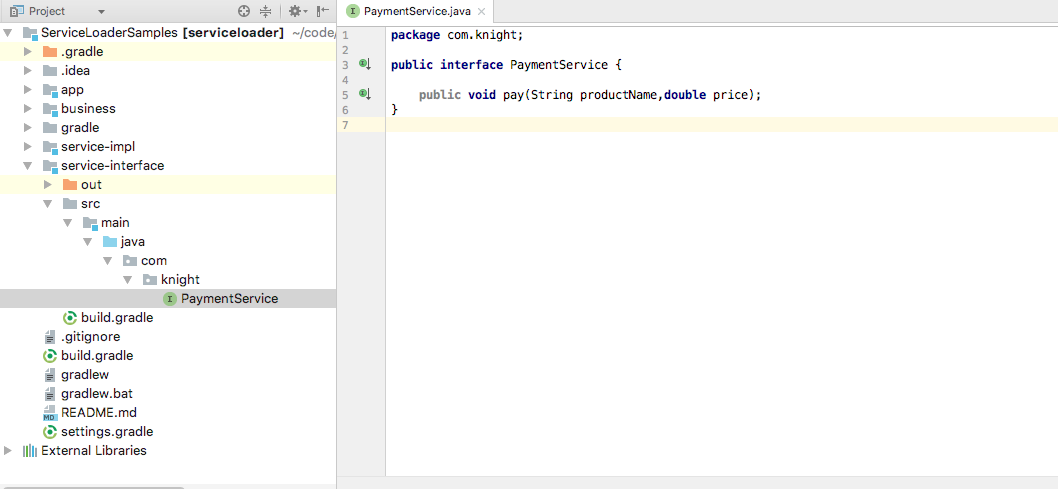 Project
PaymentService.java
ServiceLoaderSamples [serviceloader] ~/code/
.gradle
.idea
app
business
gradle
service-impl
service-interface
out
src
main
java
com
knight
I PaymentService
build.gradle
.gitignore
build.gradle
gradlew
gradlew.bat
MD README.md
settings.gradle
External Libraries
1 package com.knight;
2
3 public interface PaymentService {
4
5 public void pay(String productName,double price);
6 }
7